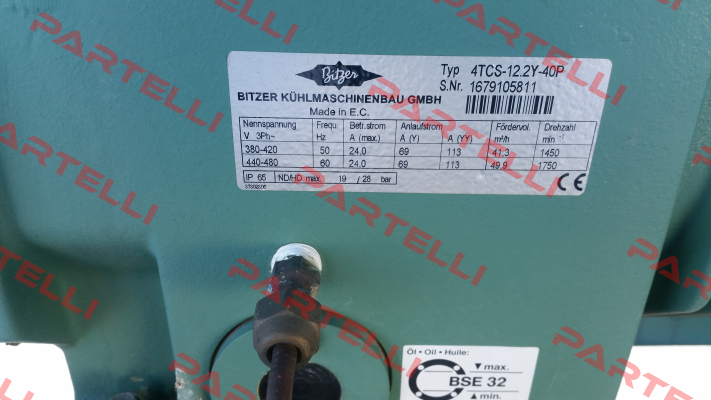 Bitzer
Typ 4TCS-12.2Y-40P
S.Nr. 1679105811
BITZER KÜHLMASCHINENBAU GMBH
Made in E.C.
Nennspannung Frequ. Betr.strom Anlaufstrom Fördervol. Drehzahl
V 3Ph~ Hz A (max.) A (Y) A (YY) m³/h min -1
380-420 50 24.0 69 113 41.3 1450
440-480 60 24.0 69 113 49.9 1750
IP 65 ND/HD max. 19 / 28 bar
CE
Öl • Oil • Huile:
max.
BSE 32
min.
PARTELLI
PARTELLI
PARTELLI
PARTELLI
PARTELLI
PARTELLI
PARTELLI
PARTELLI